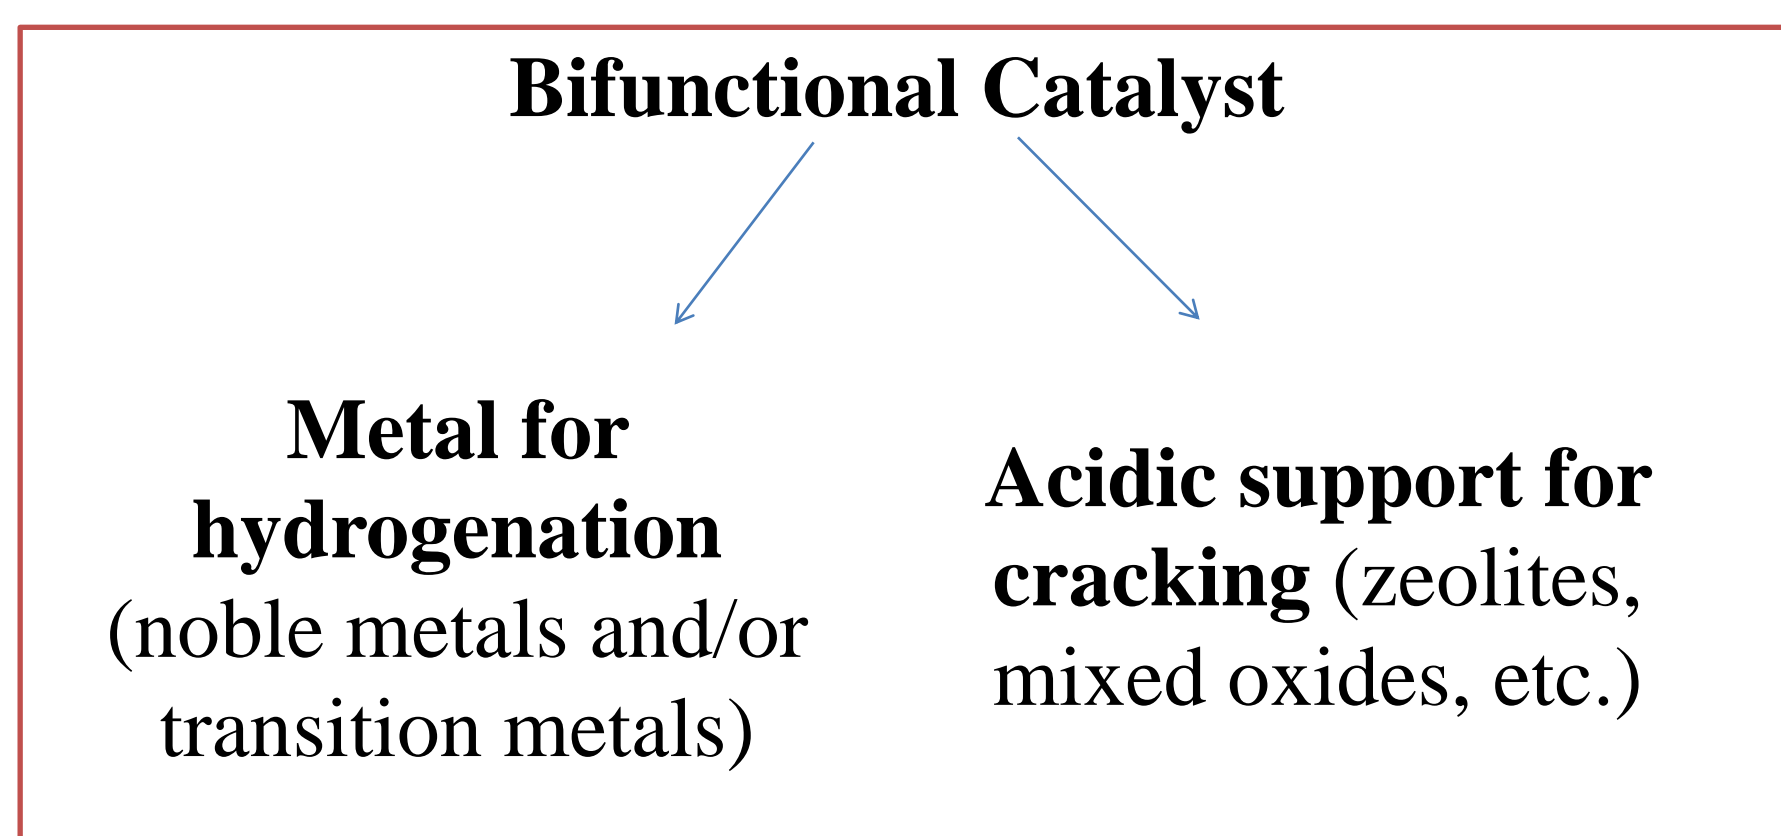 Bifunctional Catalyst
Metal for
hydrogenation
(noble metals and/or
transition metals)
Acidic support for
cracking (zeolites,
mixed oxides, etc.)